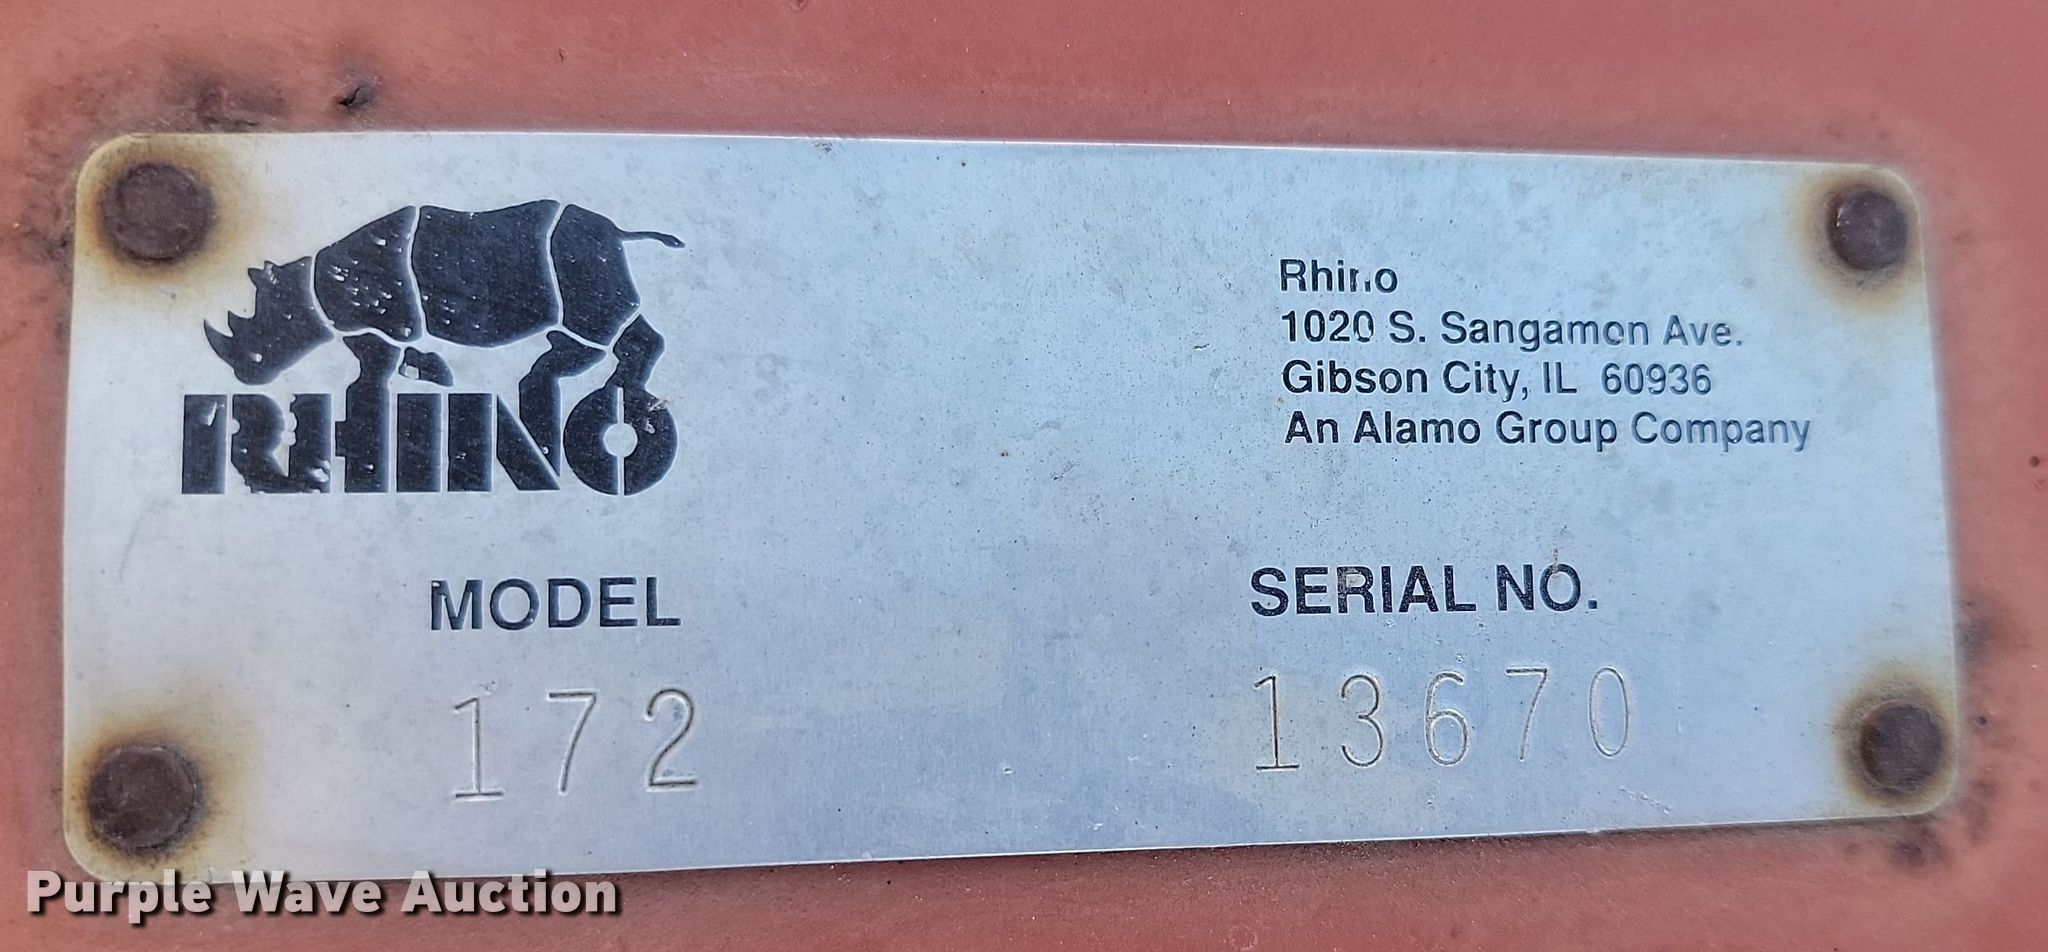 RHINO
Rhino
1020 S. Sangamon Ave.
Gibson City, IL 60936
An Alamo Group Company
MODEL
SERIAL NO.
172
13670
Purple Wave Auction